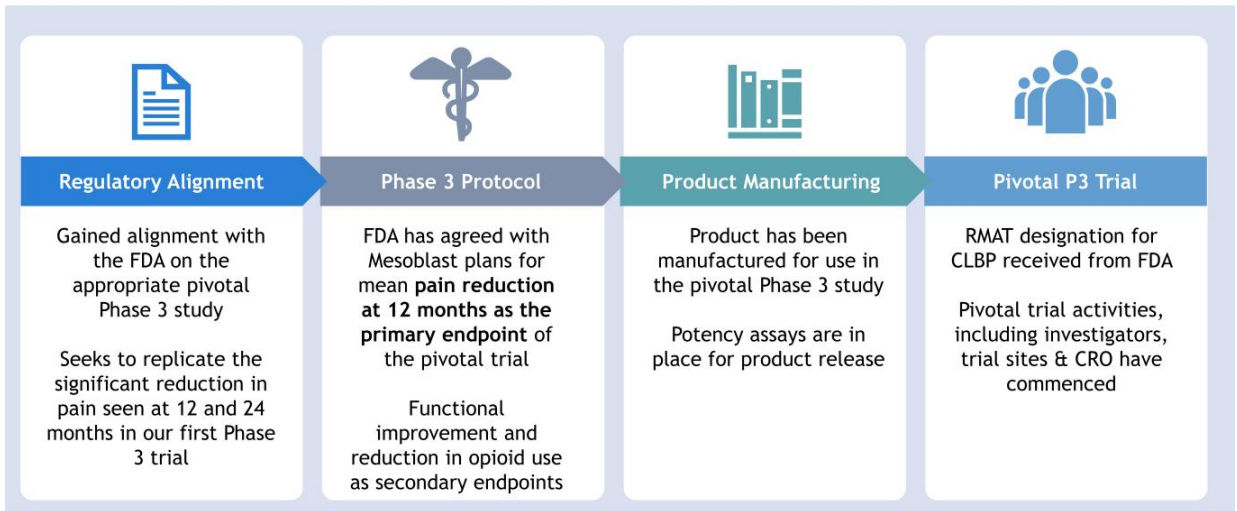 Regulatory Alignment
Gained alignment with
the FDA on the
appropriate pivotal
Phase 3 study
Seeks to replicate the
significant reduction in
pain seen at 12 and 24
months in our first Phase
3 trial
Phase 3 Protocol
FDA has agreed with
Mesoblast plans for
mean pain reduction
at 12 months as the
primary endpoint of
the pivotal trial
Functional
improvement and
reduction in opioid use
as secondary endpoints
Product Manufacturing
Product has been
manufactured for use in
the pivotal Phase 3 study
Potency assays are in
place for product release
Pivotal P3 Trial
RMAT designation for
CLBP received from FDA
Pivotal trial activities,
including investigators,
trial sites & CRO have
commenced